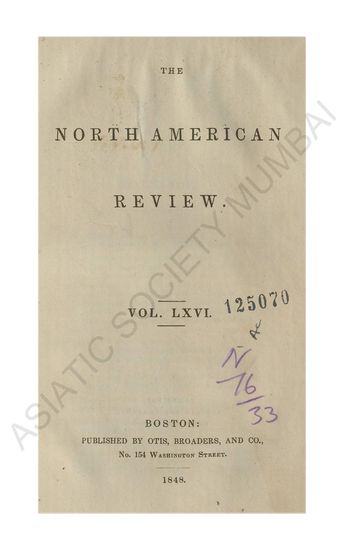 THE
NORTH AMERICAN
REVIEW.
VOL. LXVI.
125070
N
76
33
BOSTON:
PUBLISHED BY OTIS, BROADERS, AND CO.,
No. 154 WASHINGTON STREET.
1848.
ASIATIC SOCIETY MUMBAI